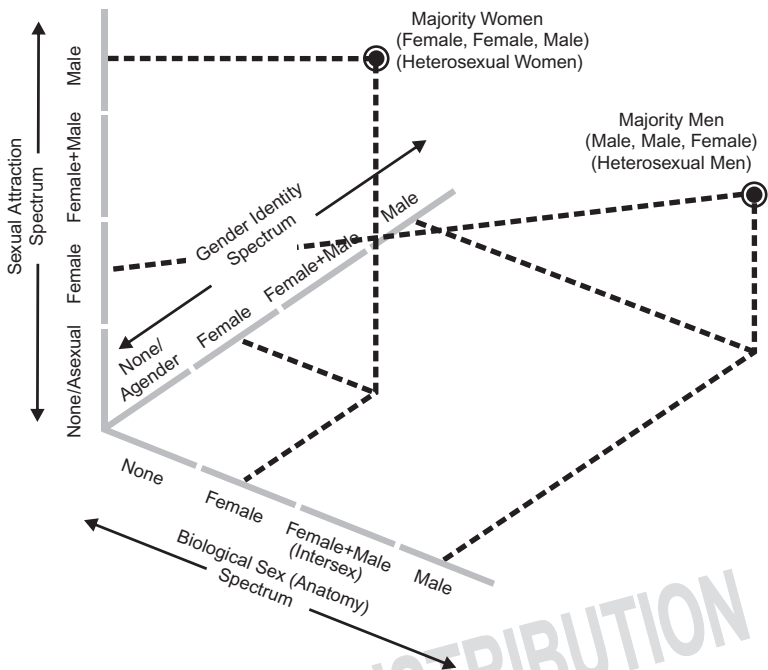 Majority Women
(Female, Female, Male)
(Heterosexual Women)
Majority Men
(Male, Male, Female)
(Heterosexual Men)
Sexual Attraction
Spectrum
Male
Female+Male
Female
None/Asexual
Gender Identity
Spectrum
None/
Agender
Female
Female+Male
Male
None
Female
Female+Male
(Intersex)
Male
Biological Sex (Anatomy)
Spectrum